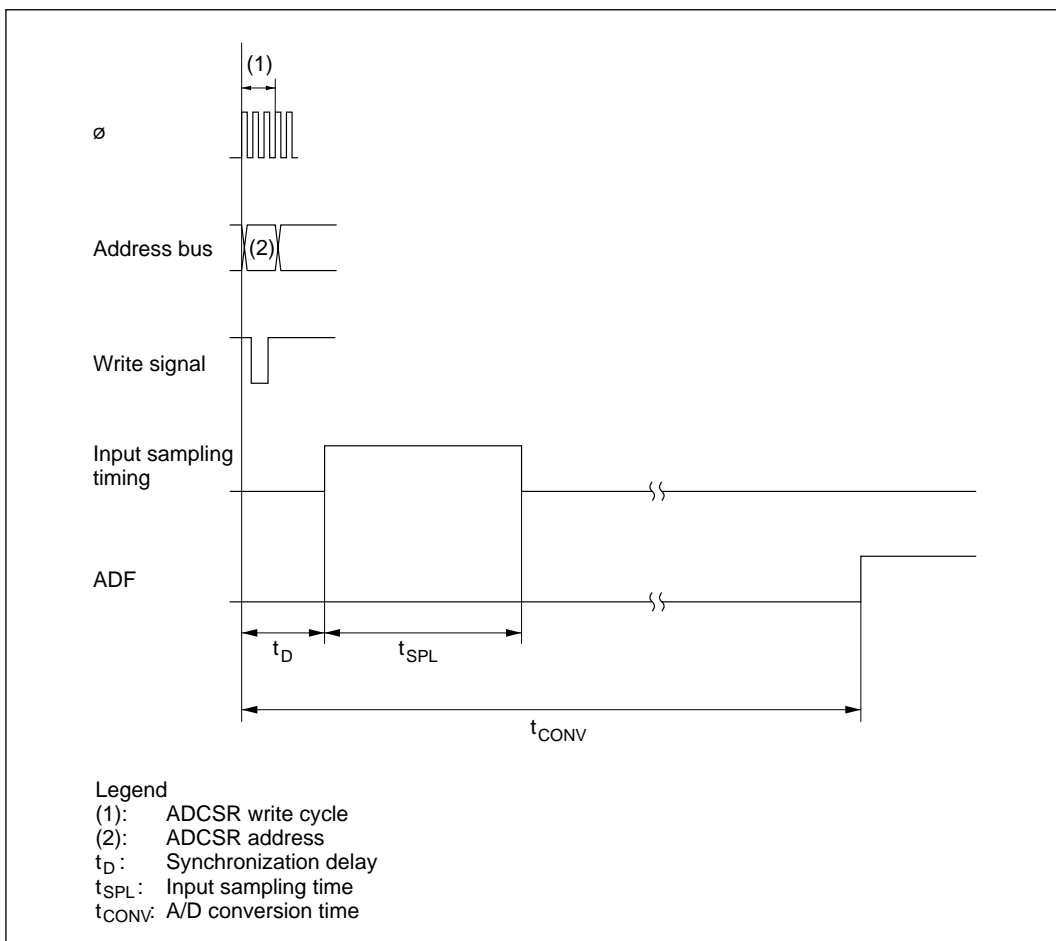 (1)
ø
Address bus
(2)
Write signal
Input sampling
timing
ADF
tD
tSPL
tCONV
Legend
(1): ADCSR write cycle
(2): ADCSR address
tD : Synchronization delay
tSPL : Input sampling time
tCONV: A/D conversion time